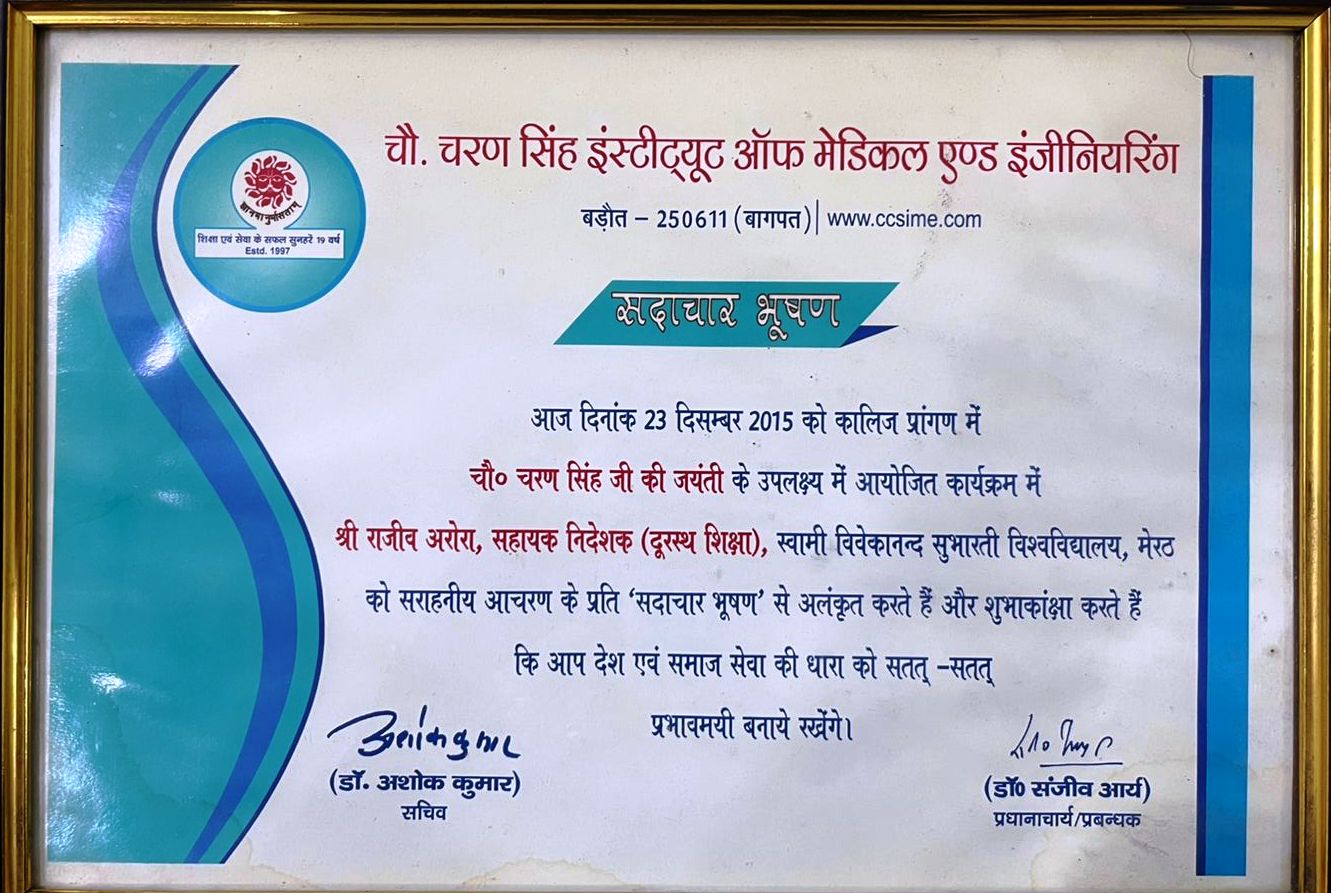 चौ. चरण सिंह इंस्टीट्यूट ऑफ मेडिकल एण्ड इंजीनियरिंग
बड़ौत – 250611 (बागपत) | www.ccsime.com
शिक्षा एवं सेवा के सफल सुनहरें 19 वर्ष
Estd. 1997
सदाचार भूषण
आज दिनांक 23 दिसम्बर 2015 को कालिज प्रांगण में
चौ० चरण सिंह जी की जयंती के उपलक्ष्य में आयोजित कार्यक्रम में
श्री राजीव अरोरा, सहायक निदेशक (दूरस्थ शिक्षा), स्वामी विवेकानन्द सुभारती विश्वविद्यालय, मेरठ
को सराहनीय आचरण के प्रति ‘सदाचार भूषण’ से अलंकृत करते हैं और शुभाकांक्षा करते हैं
कि आप देश एवं समाज सेवा की धारा को सतत् –सतत्
प्रभावमयी बनाये रखेंगे।
(डॉ. अशोक कुमार)
सचिव
(डॉ0 संजीव आर्य)
प्रधानाचार्य/प्रबन्धक